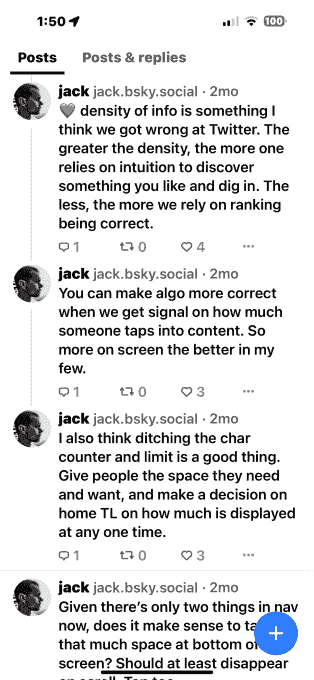 1:50 100
Posts Posts & replies
jack jack.bsky.social · 2mo
🩶 density of info is something I
think we got wrong at Twitter. The
greater the density, the more one
relies on intuition to discover
something you like and dig in. The
less, the more we rely on ranking
being correct.
1 0 4 ...
jack jack.bsky.social · 2mo
You can make algo more correct
when we get signal on how much
someone taps into content. So
more on screen the better in my
few.
1 0 3 ...
jack jack.bsky.social · 2mo
I also think ditching the char
counter and limit is a good thing.
Give people the space they need
and want, and make a decision on
home TL on how much is displayed
at any one time.
1 0 3 ...
jack jack.bsky.social · 2mo
Given there's only two things in nav
now, does it make sense to
that much space at bottom
screen? Should at least disappear